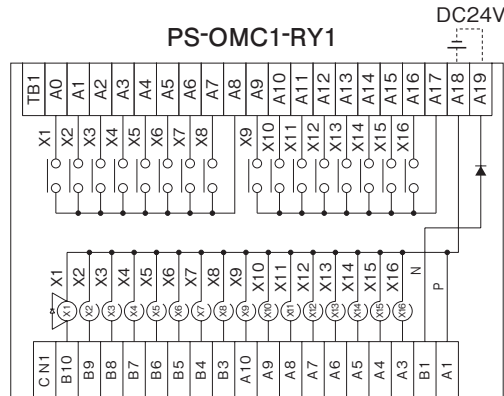 DC24V
PS-OMC1-RY1
TB1 A0 A1 A2 A3 A4 A5 A6 A7 A8 A9 A10 A11 A12 A13 A14 A15 A16 A17 A18 A19
X1 X2 X3 X4 X5 X6 X7 X8 X9 X10 X11 X12 X13 X14 X15 X16
X1 X2 X3 X4 X5 X6 X7 X8 X9 X10 X11 X12 X13 X14 X15 X16 N P
X1 X2 X3 X4 X5 X6 X7 X8 X9 X10 X11 X12 X13 X14 X15 X16
CN1 B10 B9 B8 B7 B6 B5 B4 B3 A10 A9 A8 A7 A6 A5 A4 A3 B1 A1